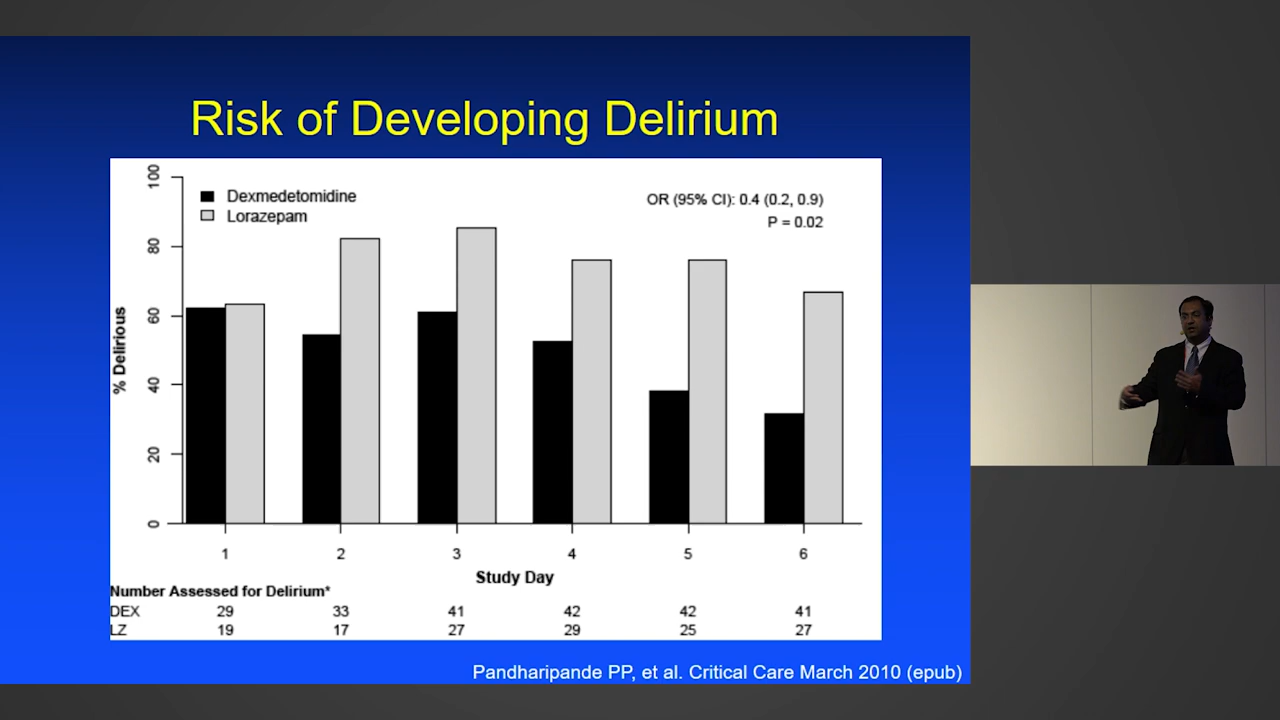 Risk of Developing Delirium
100
80
60
40
20
0
% Delirious
Dexmedetomidine
Lorazepam
OR (95% CI): 0.4 (0.2, 0.9)
P = 0.02
1 2 3 4 5 6
Study Day
Number Assessed for Delirium*
DEX 29 33 41 42 42 41
LZ 19 17 27 29 25 27
Pandharipande PP, et al. Critical Care March 2010 (epub)